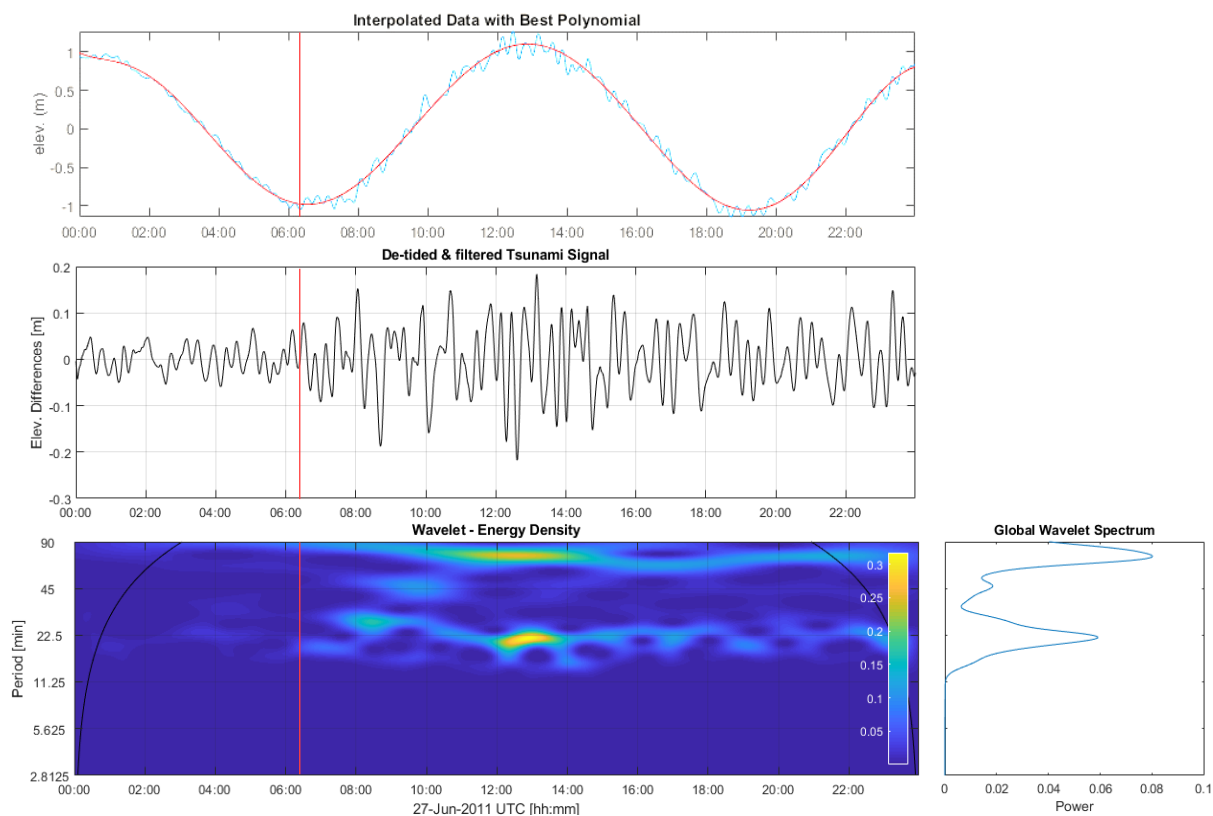 Interpolated Data with Best Polynomial
elev. (m)
1
0.5
0
-0.5
-1
00:00 02:00 04:00 06:00 08:00 10:00 12:00 14:00 16:00 18:00 20:00 22:00
De-tided & filtered Tsunami Signal
Elev. Differences [m]
0.2
0.1
0
-0.1
-0.2
-0.3
00:00 02:00 04:00 06:00 08:00 10:00 12:00 14:00 16:00 18:00 20:00 22:00
Wavelet - Energy Density
Period [min]
90
45
22.5
11.25
5.625
2.8125
0.3
0.25
0.2
0.15
0.1
0.05
00:00 02:00 04:00 06:00 08:00 10:00 12:00 14:00 16:00 18:00 20:00 22:00
27-Jun-2011 UTC [hh:mm]
Global Wavelet Spectrum
0 0.02 0.04 0.06 0.08 0.1
Power